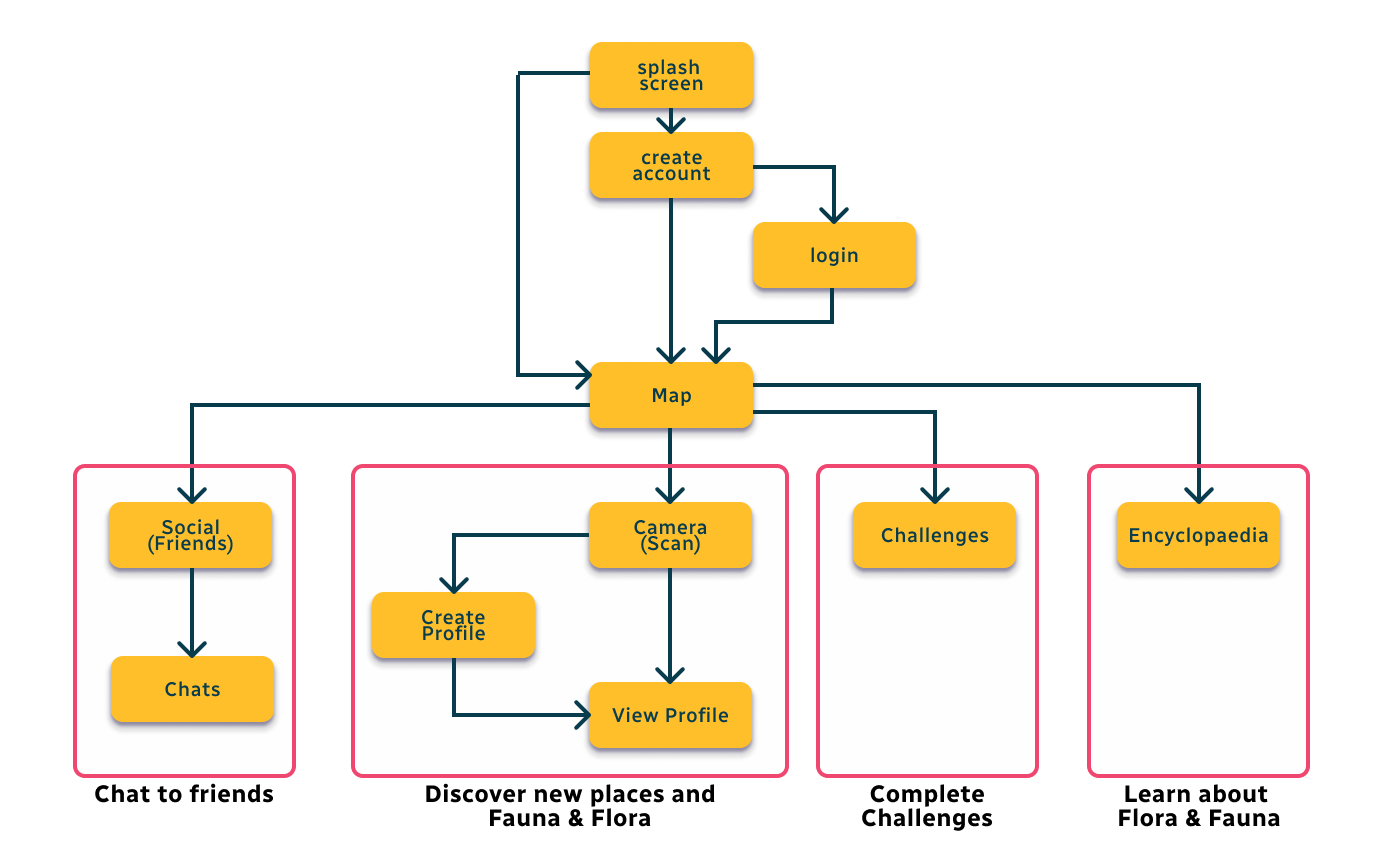 splash
screen
create
account
login
Map
Social
(Friends)
Camera
(Scan)
Challenges
Encyclopaedia
Create
Profile
Chats
View Profile
Chat to friends
Discover new places and
Fauna & Flora
Complete
Challenges
Learn about
Flora & Fauna